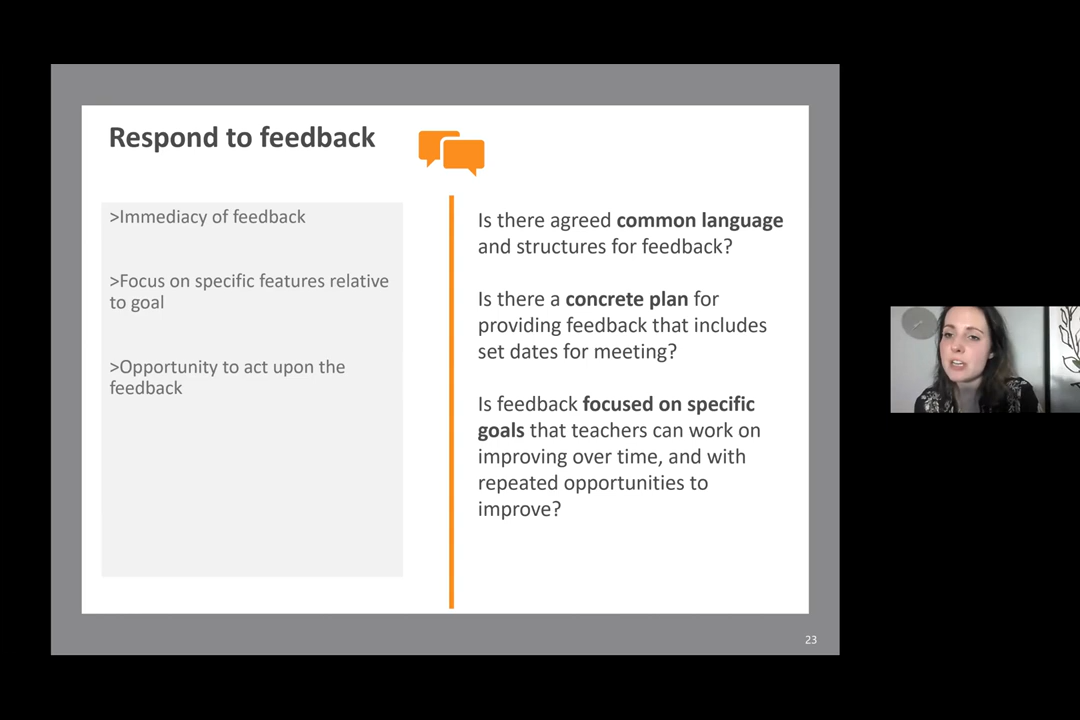 Respond to feedback
>Immediacy of feedback
>Focus on specific features relative
to goal
>Opportunity to act upon the
feedback
Is there agreed common language
and structures for feedback?
Is there a concrete plan for
providing feedback that includes
set dates for meeting?
Is feedback focused on specific
goals that teachers can work on
improving over time, and with
repeated opportunities to
improve?
23